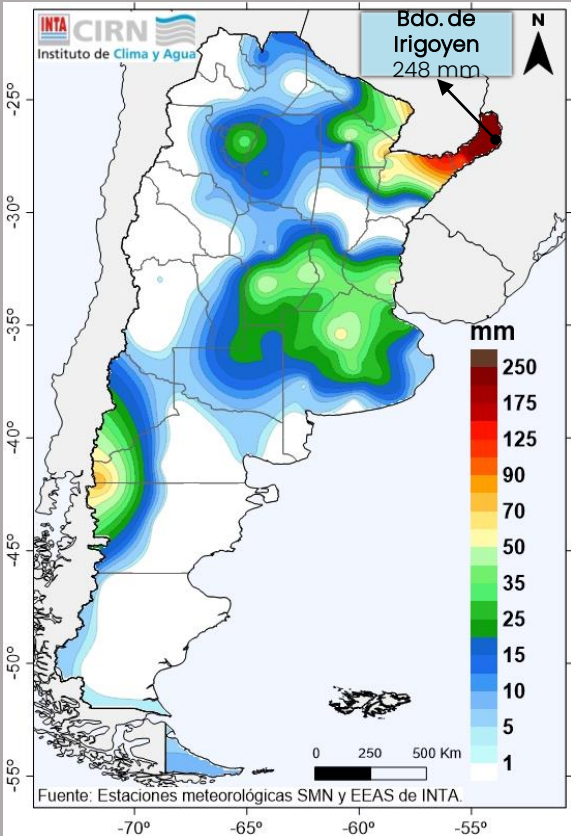 INTA CIRN
Instituto de Clima y Agua
Bdo. de
Irigoyen
248 mm
N
-25°
-30°
-35°
-40°
-45°
-50°
-55°
mm
250
175
125
90
70
50
35
25
15
10
5
1
0 250 500 Km
Fuente: Estaciones meteorológicas SMN y EEAS de INTA.
-70° -65° -60° -55°